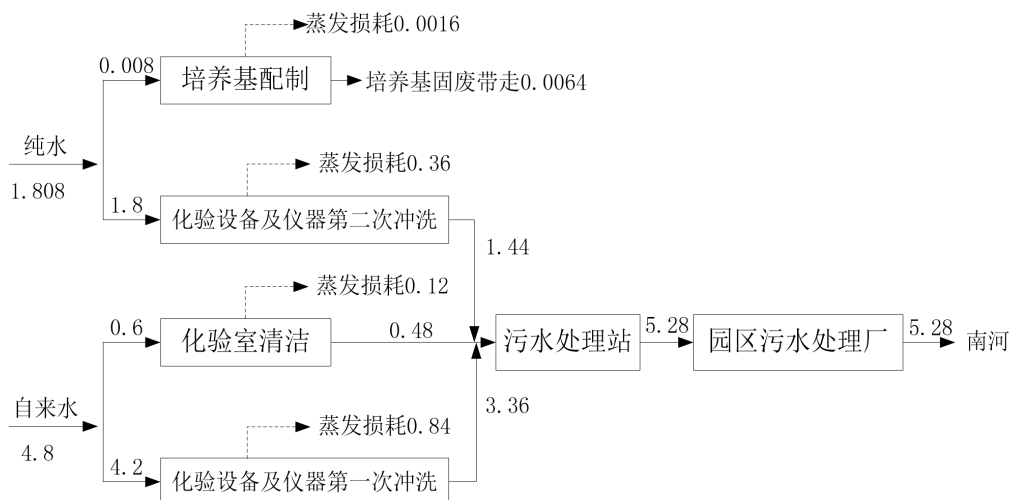 蒸发损耗0.0016
0.008
培养基配制
培养基固废带走0.0064
纯水
1.808
蒸发损耗0.36
1.8
化验设备及仪器第二次冲洗
1.44
蒸发损耗0.12
0.6
化验室清洁
0.48
污水处理站
5.28
园区污水处理厂
5.28
南河
自来水
4.8
3.36
蒸发损耗0.84
4.2
化验设备及仪器第一次冲洗